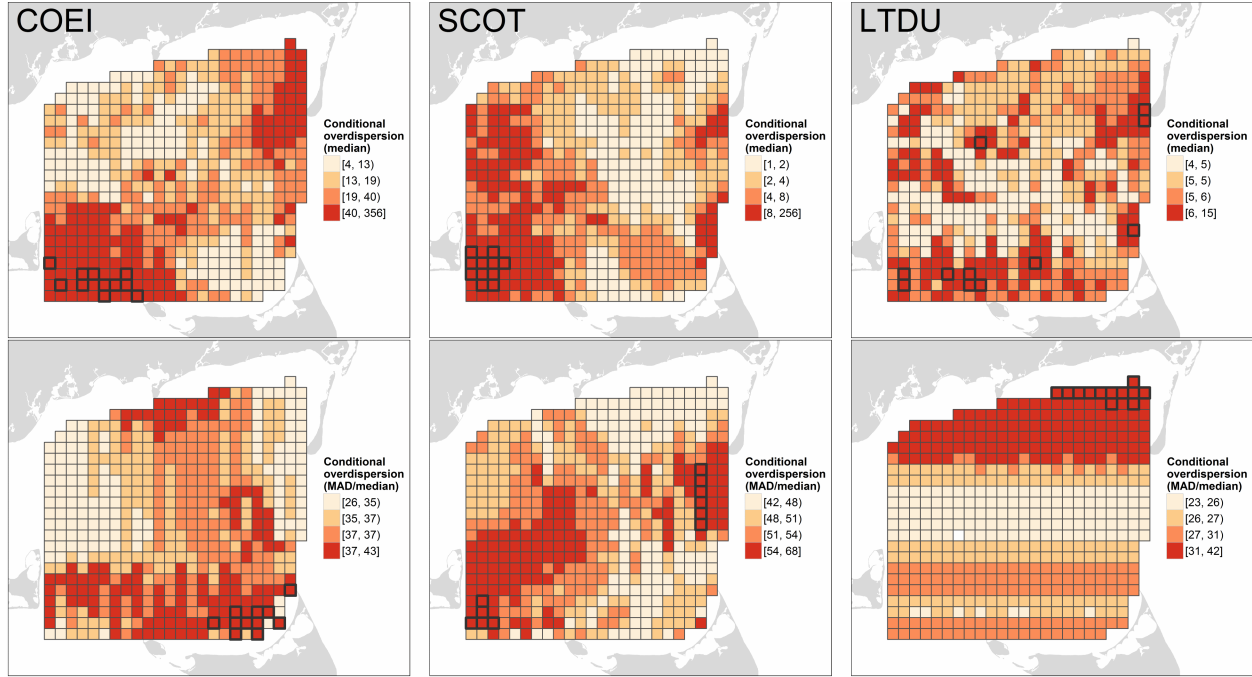 COEI
Conditional
overdispersion
(median)
[4, 13)
[13, 19)
[19, 40)
[40, 356]
SCOT
Conditional
overdispersion
(median)
[1, 2)
[2, 4)
[4, 8)
[8, 256]
LTDU
Conditional
overdispersion
(median)
[4, 5)
[5, 5)
[5, 6)
[6, 15]
Conditional
overdispersion
(MAD/median)
[26, 35)
[35, 37)
[37, 37)
[37, 43]
Conditional
overdispersion
(MAD/median)
[42, 48)
[48, 51)
[51, 54)
[54, 68]
Conditional
overdispersion
(MAD/median)
[23, 26)
[26, 27)
[27, 31)
[31, 42]